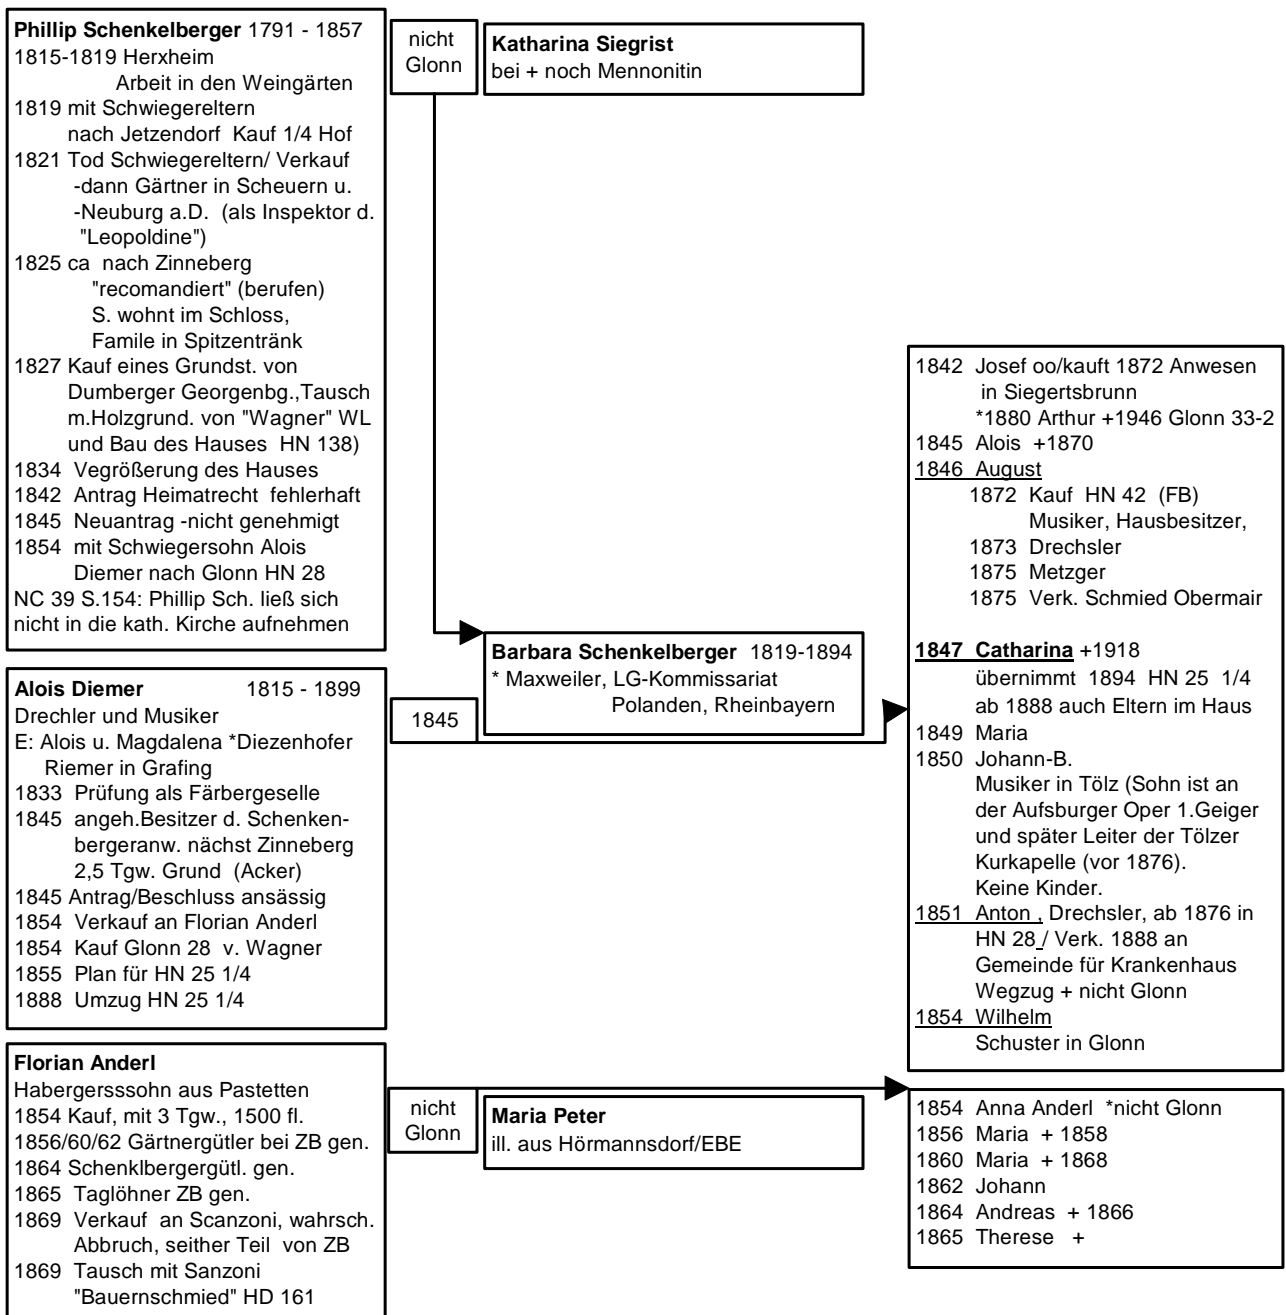 Phillip Schenkelberger 1791 - 1857
1815-1819 Herxheim
Arbeit in den Weingärten
1819 mit Schwiegereltern
nach Jetzendorf Kauf 1/4 Hof
1821 Tod Schwiegereltern/ Verkauf
-dann Gärtner in Scheuern u.
-Neuburg a.D. (als Inspektor d.
"Leopoldine")
1825 ca nach Zinneberg
"recomandiert" (berufen)
S. wohnt im Schloss,
Famile in Spitzentränk
1827 Kauf eines Grundst. von
Dumberger Georgenbg.,Tausch
m.Holzgrund. von "Wagner" WL
und Bau des Hauses HN 138)
1834 Vegrößerung des Hauses
1842 Antrag Heimatrecht fehlerhaft
1845 Neuantrag -nicht genehmigt
1854 mit Schwiegersohn Alois
Diemer nach Glonn HN 28
NC 39 S.154: Phillip Sch. ließ sich
nicht in die kath. Kirche aufnehmen
nicht
Glonn
Katharina Siegrist
bei + noch Mennonitin
Alois Diemer 1815 - 1899
Drechler und Musiker
E: Alois u. Magdalena *Diezenhofer
Riemer in Grafing
1833 Prüfung als Färbergeselle
1845 angeh.Besitzer d. Schenken-
bergeranw. nächst Zinneberg
2,5 Tgw. Grund (Acker)
1845 Antrag/Beschluss ansässig
1854 Verkauf an Florian Anderl
1854 Kauf Glonn 28 v. Wagner
1855 Plan für HN 25 1/4
1888 Umzug HN 25 1/4
1845
Barbara Schenkelberger 1819-1894
* Maxweiler, LG-Kommissariat
Polanden, Rheinbayern
1842 Josef oo/kauft 1872 Anwesen
in Siegertsbrunn
*1880 Arthur +1946 Glonn 33-2
1845 Alois +1870
1846 August
1872 Kauf HN 42 (FB)
Musiker, Hausbesitzer,
1873 Drechsler
1875 Metzger
1875 Verk. Schmied Obermair
1847 Catharina +1918
übernimmt 1894 HN 25 1/4
ab 1888 auch Eltern im Haus
1849 Maria
1850 Johann-B.
Musiker in Tölz (Sohn ist an
der Aufsburger Oper 1.Geiger
und später Leiter der Tölzer
Kurkapelle (vor 1876).
Keine Kinder.
1851 Anton , Drechsler, ab 1876 in
HN 28 / Verk. 1888 an
Gemeinde für Krankenhaus
Wegzug + nicht Glonn
1854 Wilhelm
Schuster in Glonn
Florian Anderl
Habergersssohn aus Pastetten
1854 Kauf, mit 3 Tgw., 1500 fl.
1856/60/62 Gärtnergütler bei ZB gen.
1864 Schenklbergergütl. gen.
1865 Taglöhner ZB gen.
1869 Verkauf an Scanzoni, wahrsch.
Abbruch, seither Teil von ZB
1869 Tausch mit Sanzoni
"Bauernschmied" HD 161
nicht
Glonn
Maria Peter
ill. aus Hörmannsdorf/EBE
1854 Anna Anderl *nicht Glonn
1856 Maria + 1858
1860 Maria + 1868
1862 Johann
1864 Andreas + 1866
1865 Therese +